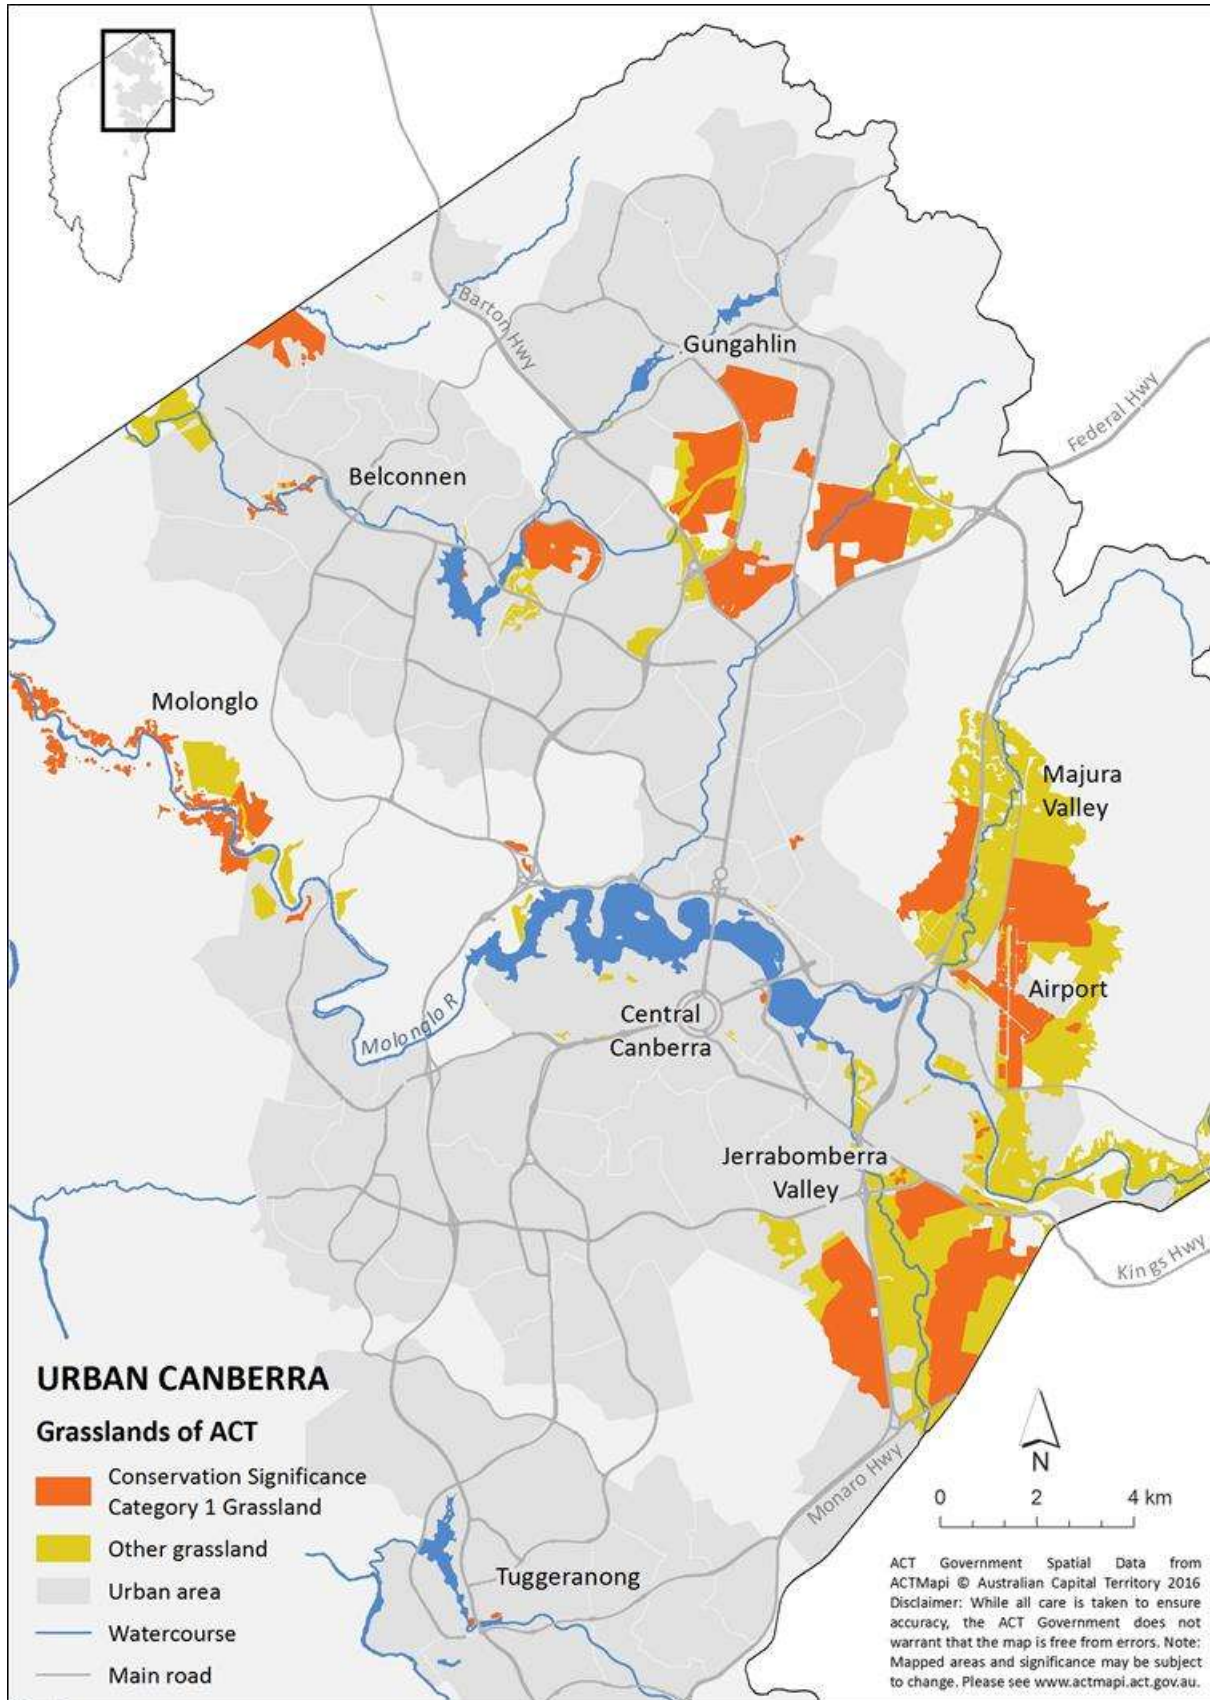 Barton Hwy
Gungahlin
Federal Hwy
Belconnen
Molonglo
Majura
Valley
Airport
Central
Canberra
Molonglo R
Jerrabomberra
Valley
Kings Hwy
Monaro Hwy
Tuggeranong
URBAN CANBERRA
Grasslands of ACT
Conservation Significance
Category 1 Grassland
Other grassland
Urban area
Watercourse
Main road
N
0 2 4 km
ACT Government Spatial Data from
ACTMapi © Australian Capital Territory 2016
Disclaimer: While all care is taken to ensure
accuracy, the ACT Government does not
warrant that the map is free from errors. Note:
Mapped areas and significance may be subject
to change. Please see www.actmapi.act.gov.au.